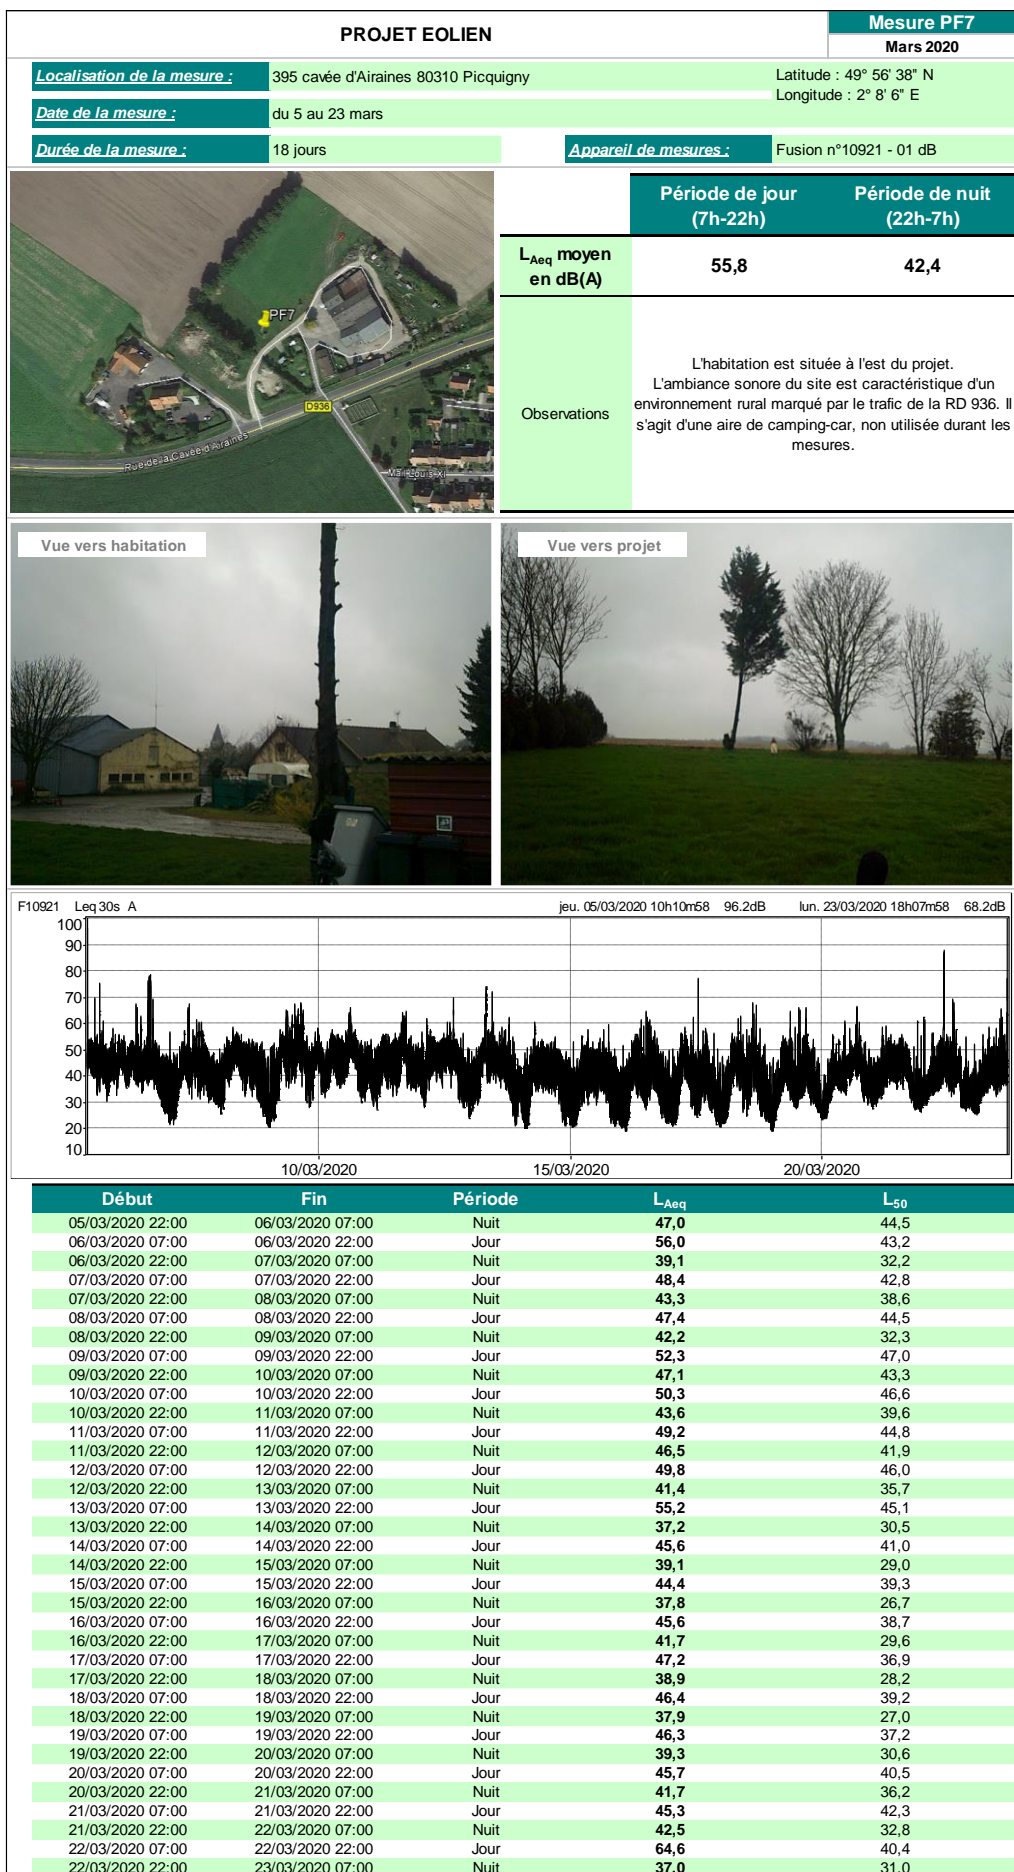 PROJET EOLIEN
Mesure PF7
Mars 2020
Localisation de la mesure :
395 cavée d'Airaines 80310 Picquigny
Latitude : 49° 56' 38" N
Longitude : 2° 8' 6" E
Date de la mesure :
du 5 au 23 mars
Durée de la mesure :
18 jours
Appareil de mesures :
Fusion n°10921 - 01 dB
PF7
D936
Rue de la Cavée d'Airaines
Mail Louis XI
Période de jour (7h-22h)
Période de nuit (22h-7h)
LAeq moyen en dB(A)
55,8
42,4
Observations
L'habitation est située à l'est du projet.
L'ambiance sonore du site est caractéristique d'un
environnement rural marqué par le trafic de la RD 936. Il
s'agit d'une aire de camping-car, non utilisée durant les
mesures.
Vue vers habitation
Vue vers projet
F10921 Leq 30s A jeu. 05/03/2020 10h10m58 96.2dB lun. 23/03/2020 18h07m58 68.2dB
100
90
80
70
60
50
40
30
20
10
10/03/2020 15/03/2020 20/03/2020
Début Fin Période LAeq L50
05/03/2020 22:00 06/03/2020 07:00 Nuit 47,0 44,5
06/03/2020 07:00 06/03/2020 22:00 Jour 56,0 43,2
06/03/2020 22:00 07/03/2020 07:00 Nuit 39,1 32,2
07/03/2020 07:00 07/03/2020 22:00 Jour 48,4 42,8
07/03/2020 22:00 08/03/2020 07:00 Nuit 43,3 38,6
08/03/2020 07:00 08/03/2020 22:00 Jour 47,4 44,5
08/03/2020 22:00 09/03/2020 07:00 Nuit 42,2 32,3
09/03/2020 07:00 09/03/2020 22:00 Jour 52,3 47,0
09/03/2020 22:00 10/03/2020 07:00 Nuit 47,1 43,3
10/03/2020 07:00 10/03/2020 22:00 Jour 50,3 46,6
10/03/2020 22:00 11/03/2020 07:00 Nuit 43,6 39,6
11/03/2020 07:00 11/03/2020 22:00 Jour 49,2 44,8
11/03/2020 22:00 12/03/2020 07:00 Nuit 46,5 41,9
12/03/2020 07:00 12/03/2020 22:00 Jour 49,8 46,0
12/03/2020 22:00 13/03/2020 07:00 Nuit 41,4 35,7
13/03/2020 07:00 13/03/2020 22:00 Jour 55,2 45,1
13/03/2020 22:00 14/03/2020 07:00 Nuit 37,2 30,5
14/03/2020 07:00 14/03/2020 22:00 Jour 45,6 41,0
14/03/2020 22:00 15/03/2020 07:00 Nuit 39,1 29,0
15/03/2020 07:00 15/03/2020 22:00 Jour 44,4 39,3
15/03/2020 22:00 16/03/2020 07:00 Nuit 37,8 26,7
16/03/2020 07:00 16/03/2020 22:00 Jour 45,6 38,7
16/03/2020 22:00 17/03/2020 07:00 Nuit 41,7 29,6
17/03/2020 07:00 17/03/2020 22:00 Jour 47,2 36,9
17/03/2020 22:00 18/03/2020 07:00 Nuit 38,9 28,2
18/03/2020 07:00 18/03/2020 22:00 Jour 46,4 39,2
18/03/2020 22:00 19/03/2020 07:00 Nuit 37,9 27,0
19/03/2020 07:00 19/03/2020 22:00 Jour 46,3 37,2
19/03/2020 22:00 20/03/2020 07:00 Nuit 39,3 30,6
20/03/2020 07:00 20/03/2020 22:00 Jour 45,7 40,5
20/03/2020 22:00 21/03/2020 07:00 Nuit 41,7 36,2
21/03/2020 07:00 21/03/2020 22:00 Jour 45,3 42,3
21/03/2020 22:00 22/03/2020 07:00 Nuit 42,5 32,8
22/03/2020 07:00 22/03/2020 22:00 Jour 64,6 40,4
22/03/2020 22:00 23/03/2020 07:00 Nuit 37,0 31,0